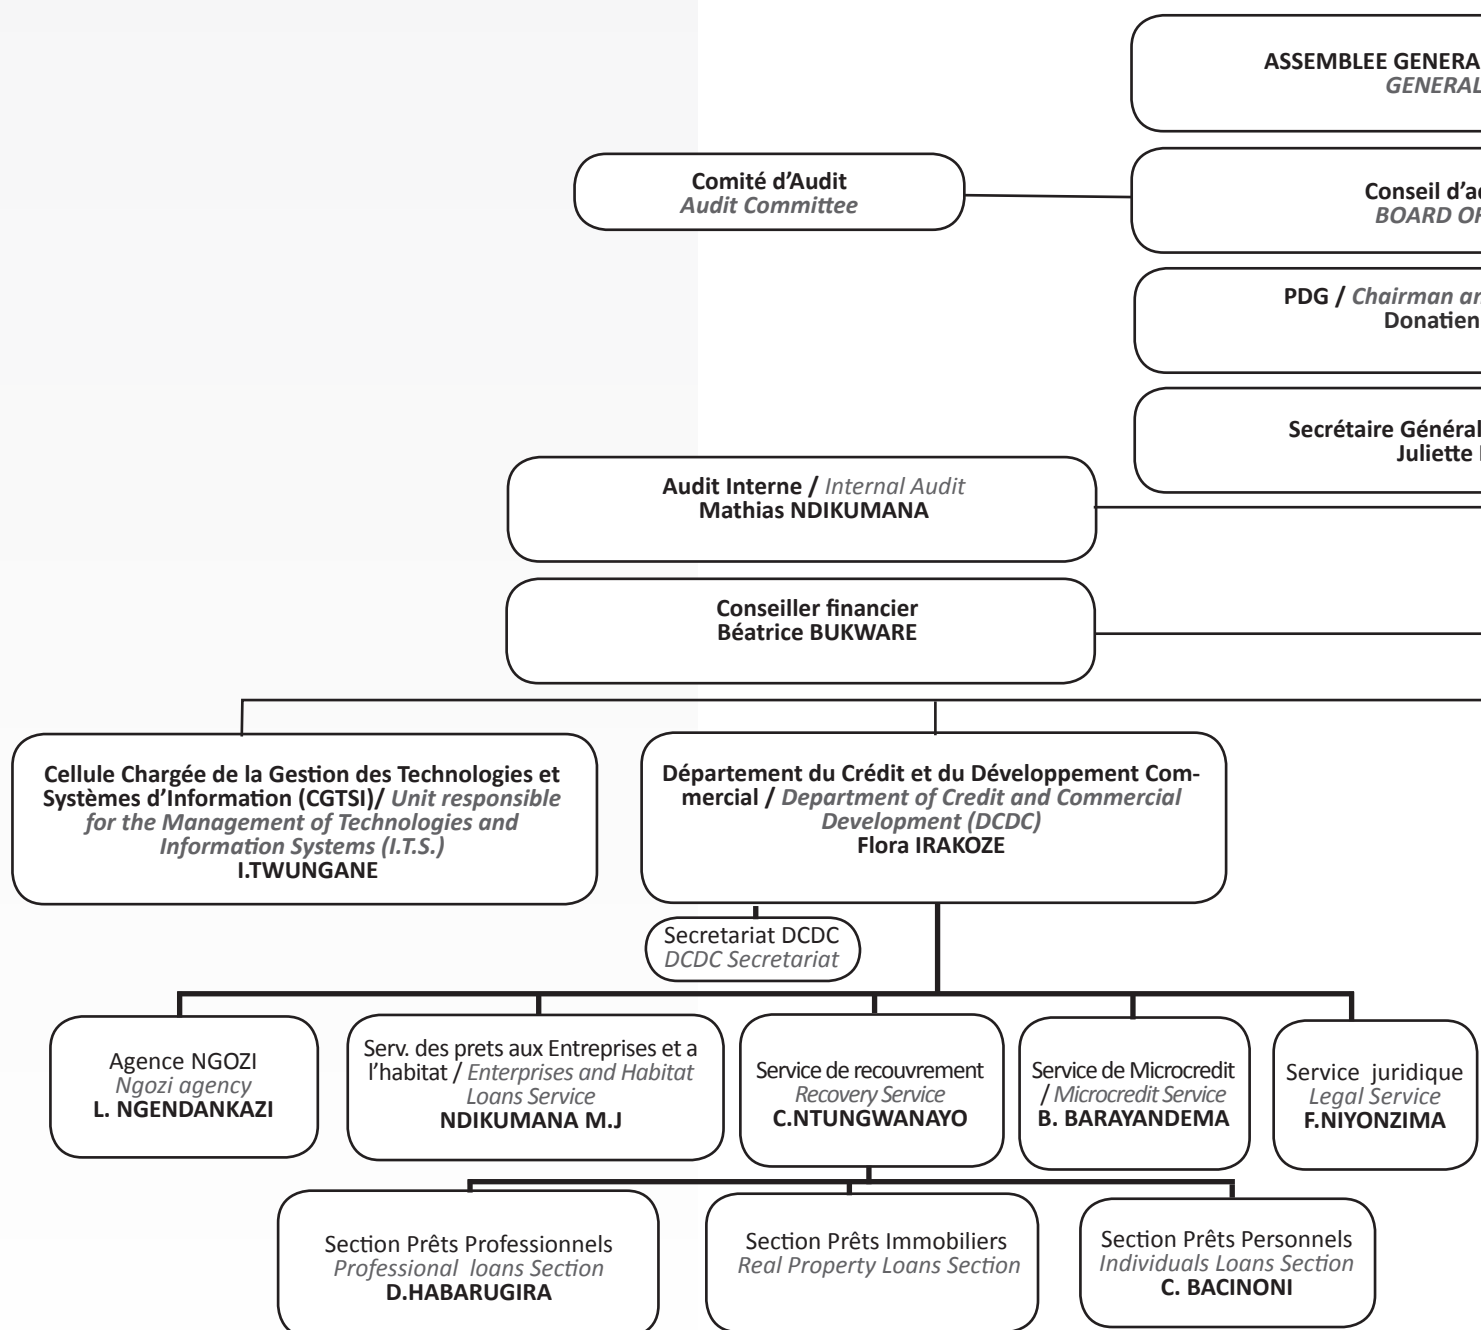 ASSEMBLEE GENERA
GENERAL
Comité d’Audit
Audit Committee
Conseil d’a
BOARD OF
PDG / Chairman an
Donatien
Secrétaire Général
Juliette
Audit Interne / Internal Audit
Mathias NDIKUMANA
Conseiller financier
Béatrice BUKWARE
Cellule Chargée de la Gestion des Technologies et
Systèmes d’Information (CGTSI)/ Unit responsible
for the Management of Technologies and
Information Systems (I.T.S.)
I.TWUNGANE
Département du Crédit et du Développement Com-
mercial / Department of Credit and Commercial
Development (DCDC)
Flora IRAKOZE
Secretariat DCDC
DCDC Secretariat
Agence NGOZI
Ngozi agency
L. NGENDANKAZI
Serv. des prets aux Entreprises et a
l’habitat / Enterprises and Habitat
Loans Service
NDIKUMANA M.J
Service de recouvrement
Recovery Service
C.NTUNGWANAYO
Service de Microcredit
/ Microcredit Service
B. BARAYANDEMA
Service juridique
Legal Service
F.NIYONZIMA
Section Prêts Professionnels
Professional loans Section
D.HABARUGIRA
Section Prêts Immobiliers
Real Property Loans Section
Section Prêts Personnels
Individuals Loans Section
C. BACINONI